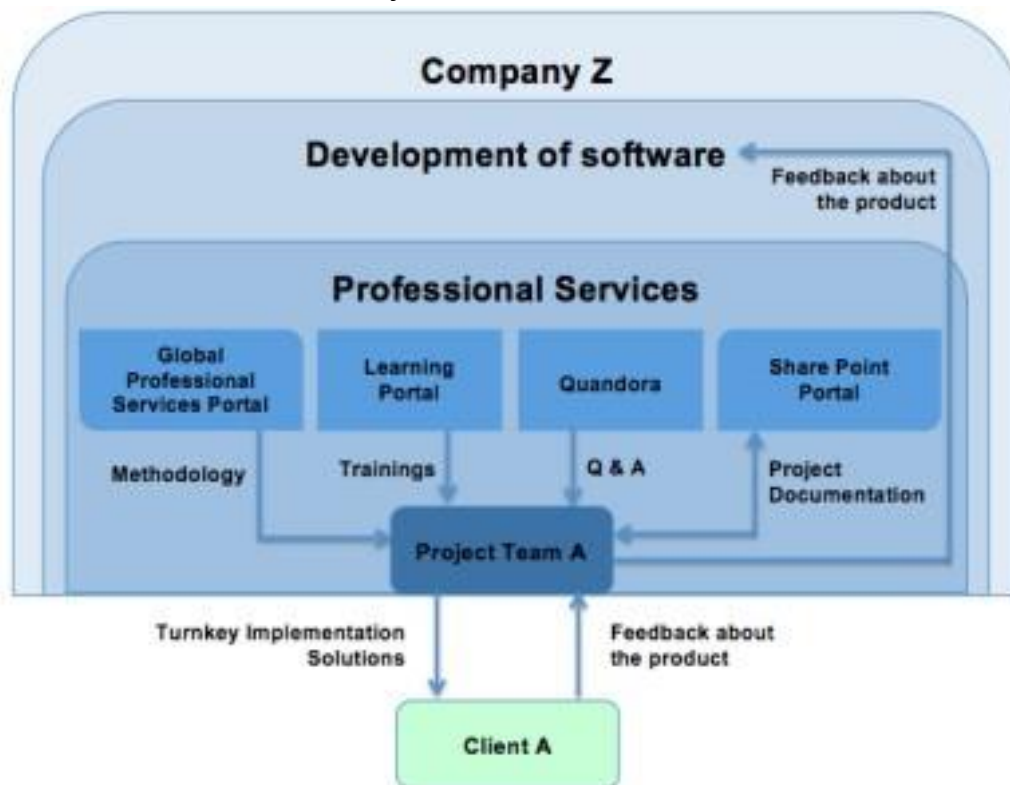 Company Z
Development of software
Feedback about
the product
Professional Services
Global
Professional
Services Portal
Learning
Portal
Quandora
Share Point
Portal
Methodology
Trainings
Q & A
Project
Documentation
Project Team A
Turnkey Implementation
Solutions
Feedback about
the product
Client A